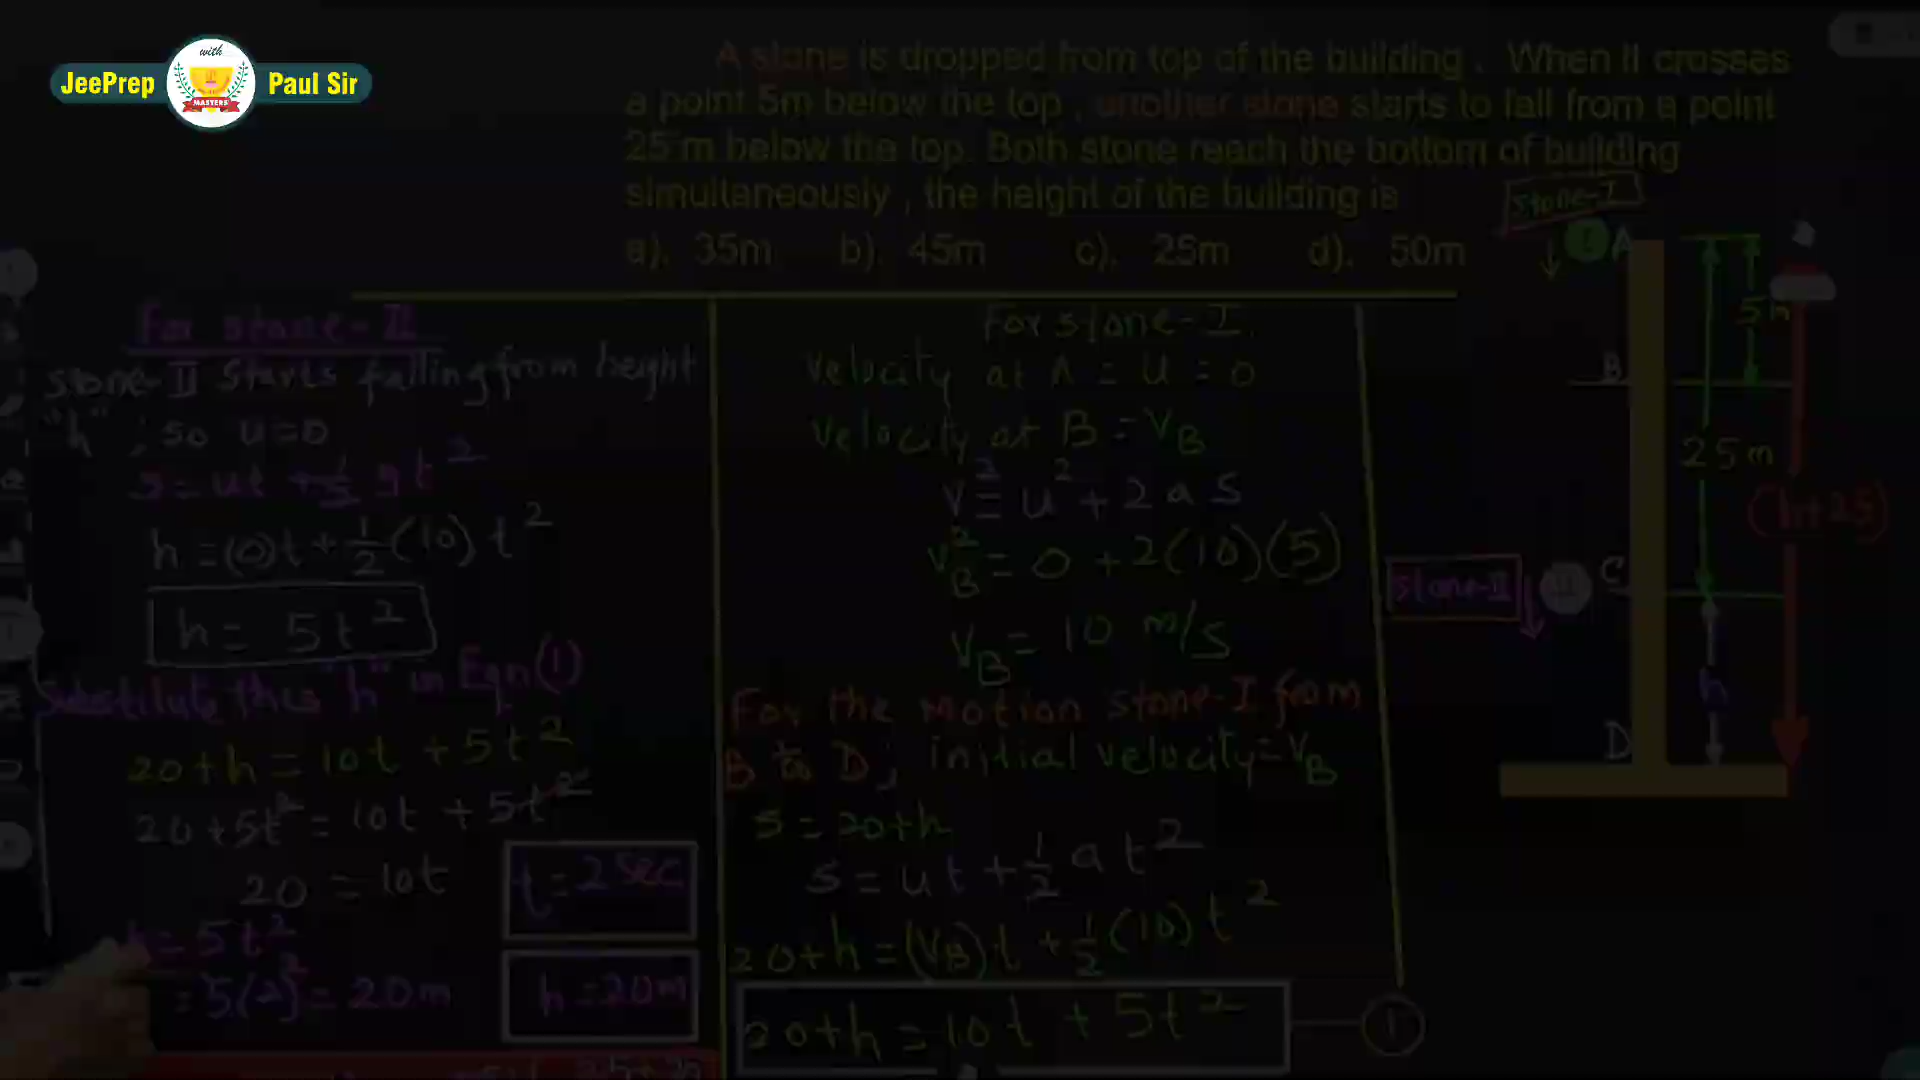 JeePrep with Paul Sir
MASTERS
A stone is dropped from top of the building . When it crosses
a point 5m below the top , another stone starts to fall from a point
25 m below the top. Both stone reach the bottom of building
simultaneously , the height of the building is
a). 35m b). 45m c). 25m d). 50m
For stone-II
Stone-II Starts falling from height
"h" ; so u=0
s = ut + ½ g t²
h = (0)t + ½ (10) t²
h = 5t²
Substitute this "h" in Eqn(1)
20+h = 10t + 5t²
20+5t² = 10t + 5t²
20 = 10t
t = 2 sec
h = 5t²
= 5(2)² = 20m
h = 20m
For stone-I
Velocity at A = u = 0
Velocity at B = VB
v² = u² + 2as
vB² = 0 + 2(10)(5)
VB = 10 m/s
For the motion stone-I from
B to D; initial velocity = VB
s = 20+h
s = ut + ½ at²
20+h = (VB)t + ½(10)t²
20+h = 10t + 5t²
1
stone-I
I A
B
25m
(h+25)
stone-II
II C
h
D